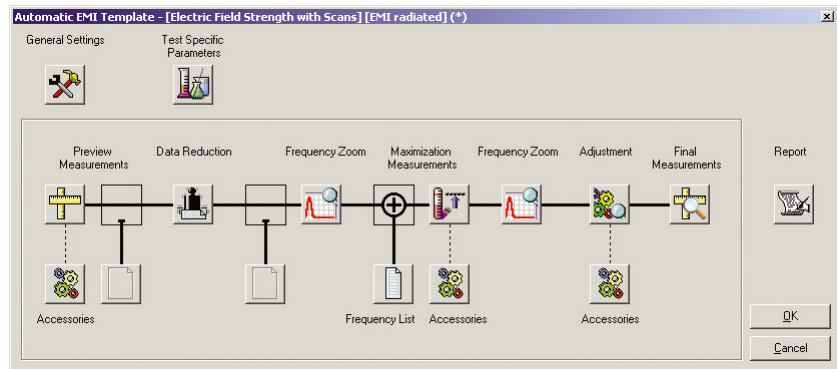 Automatic EMI Template - [Electric Field Strength with Scans] [EMI radiated] (*)
General Settings
Test Specific
Parameters
Preview
Measurements
Data Reduction
Frequency Zoom
Maximization
Measurements
Frequency Zoom
Adjustment
Final
Measurements
Report
Accessories
Frequency List
Accessories
Accessories
OK
Cancel